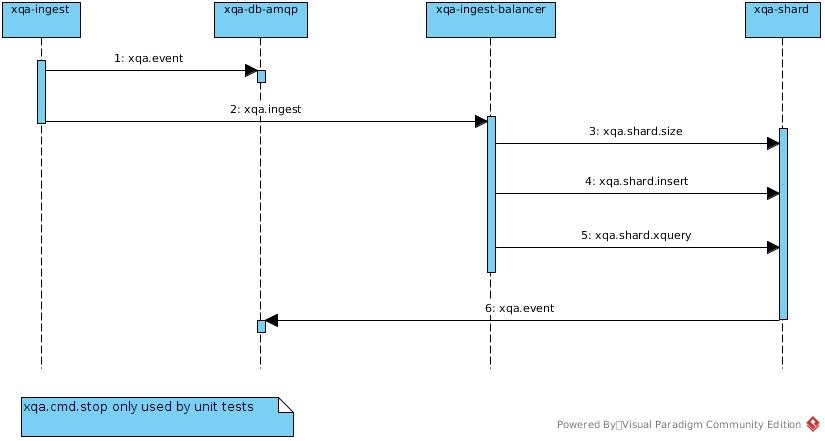 xqa-ingest
xqa-db-amqp
xqa-ingest-balancer
xqa-shard
1: xqa.event
2: xqa.ingest
3: xqa.shard.size
4: xqa.shard.insert
5: xqa.shard.xquery
6: xqa.event
xqa.cmd.stop only used by unit tests
Powered By Visual Paradigm Community Edition